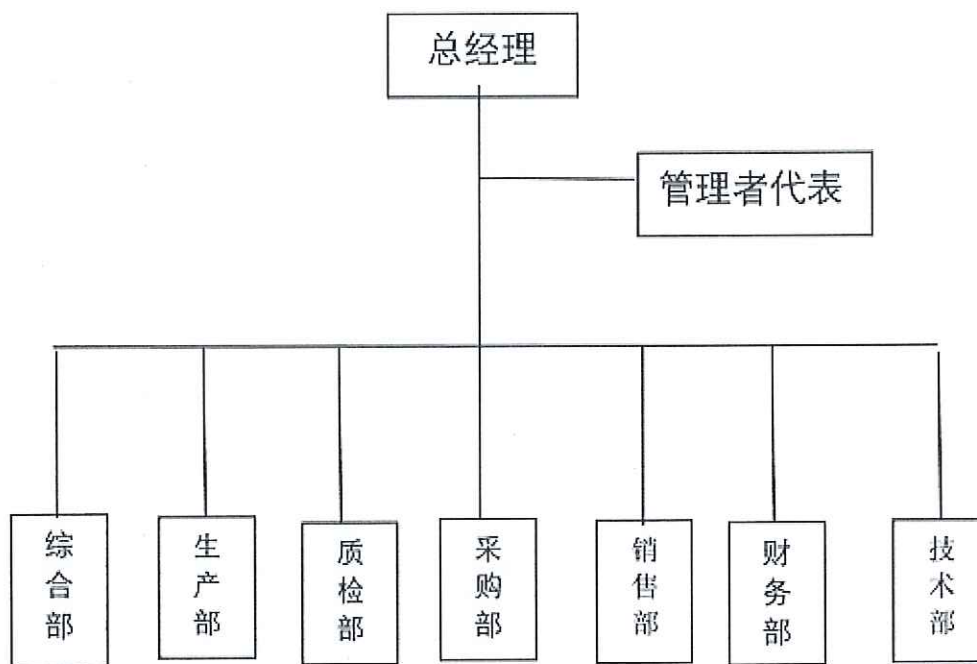 总经理
管理者代表
综合部
生产部
质检部
采购部
销售部
财务部
技术部